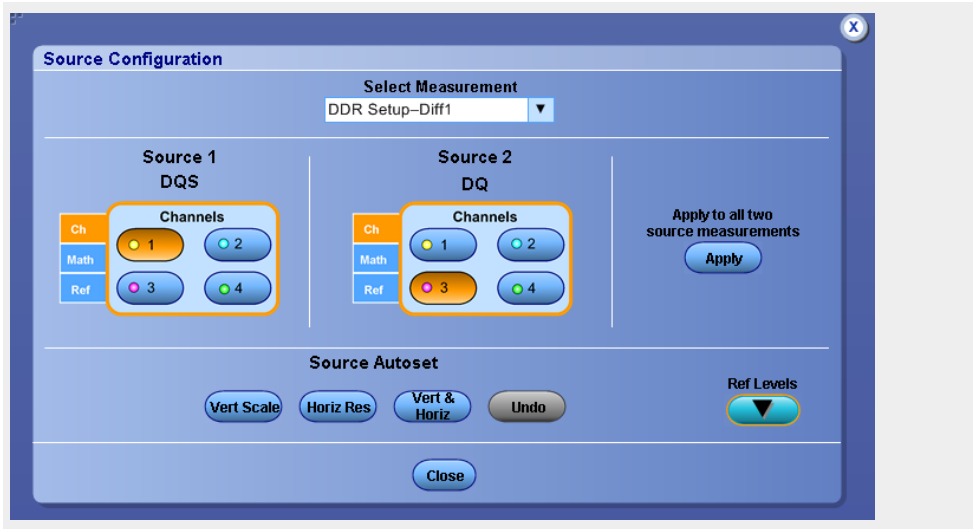 X
Source Configuration
Select Measurement
DDR Setup–Diff1
Source 1
DQS
Ch
Math
Ref
Channels
1
2
3
4
Source 2
DQ
Ch
Math
Ref
Channels
1
2
3
4
Apply to all two
source measurements
Apply
Source Autoset
Vert Scale
Horiz Res
Vert &
Horiz
Undo
Ref Levels
Close